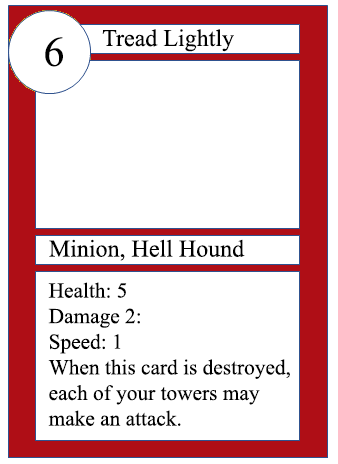 6
Tread Lightly
Minion, Hell Hound
Health: 5
Damage 2:
Speed: 1
When this card is destroyed,
each of your towers may
make an attack.